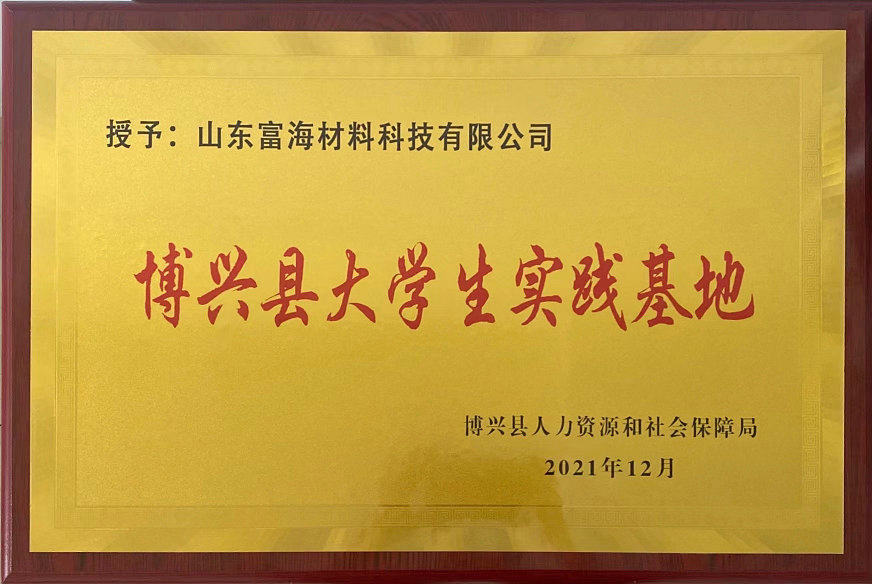 授予：山东富海材料科技有限公司
博兴县大学生实践基地
博兴县人力资源和社会保障局
2021年12月